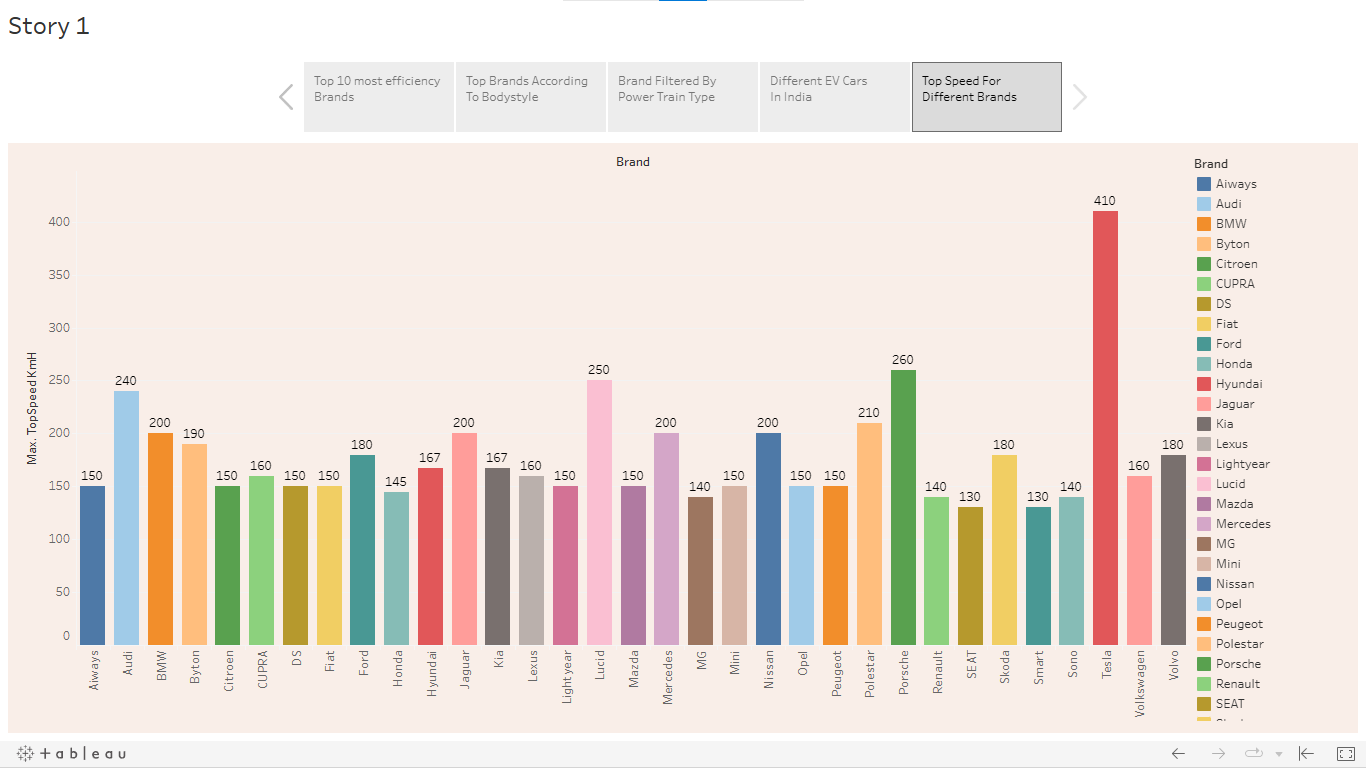 Story 1
Top 10 most efficiency
Brands
Top Brands According
To Bodystyle
Brand Filtered By
Power Train Type
Different EV Cars
In India
Top Speed For
Different Brands
Brand
Max. TopSpeed KmH
400
350
300
250
200
150
100
50
0
150
240
200
190
150
160
150
150
180
145
167
200
167
160
150
250
150
200
140
150
200
150
150
210
260
140
130
180
130
140
410
160
180
Aiways
Audi
BMW
Byton
Citroen
CUPRA
DS
Fiat
Ford
Honda
Hyundai
Jaguar
Kia
Lexus
Lightyear
Lucid
Mazda
Mercedes
MG
Mini
Nissan
Opel
Peugeot
Polestar
Porsche
Renault
SEAT
Skoda
Smart
Sono
Tesla
Volkswagen
Volvo
Brand
Aiways
Audi
BMW
Byton
Citroen
CUPRA
DS
Fiat
Ford
Honda
Hyundai
Jaguar
Kia
Lexus
Lightyear
Lucid
Mazda
Mercedes
MG
Mini
Nissan
Opel
Peugeot
Polestar
Porsche
Renault
SEAT
+ a b l e a u